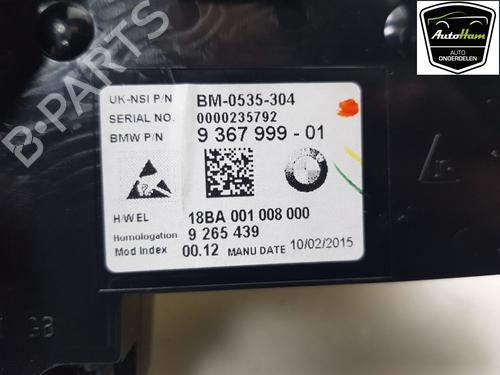 AutoHam
AUTO
ONDERDELEN
B-PARTS
UK-NSI P/N BM-0535-304
SERIAL NO. 0000235792
BMW P/N 9 367 999 - 01
H/W EL 18BA 001 008 000
Homologation 9 265 439
Mod Index 00.12 MANU DATE 10/02/2015
GB